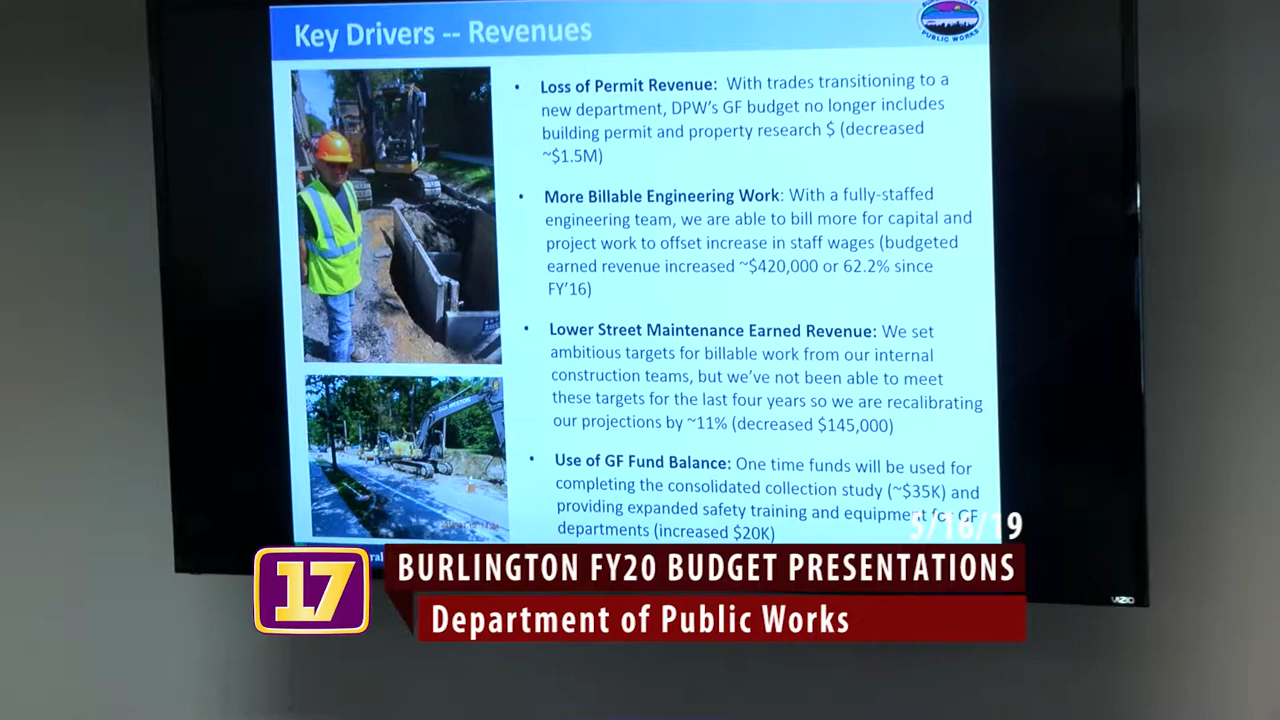 Key Drivers -- Revenues
PUBLIC WORKS
• Loss of Permit Revenue: With trades transitioning to a
new department, DPW's GF budget no longer includes
building permit and property research $ (decreased
~$1.5M)
• More Billable Engineering Work: With a fully-staffed
engineering team, we are able to bill more for capital and
project work to offset increase in staff wages (budgeted
earned revenue increased ~$420,000 or 62.2% since
FY'16)
• Lower Street Maintenance Earned Revenue: We set
ambitious targets for billable work from our internal
construction teams, but we've not been able to meet
these targets for the last four years so we are recalibrating
our projections by ~11% (decreased $145,000)
• Use of GF Fund Balance: One time funds will be used for
completing the consolidated collection study (~$35K) and
providing expanded safety training and equipment for GF
departments (increased $20K)
5/16/19
17
BURLINGTON FY20 BUDGET PRESENTATIONS
Department of Public Works
VIZIO